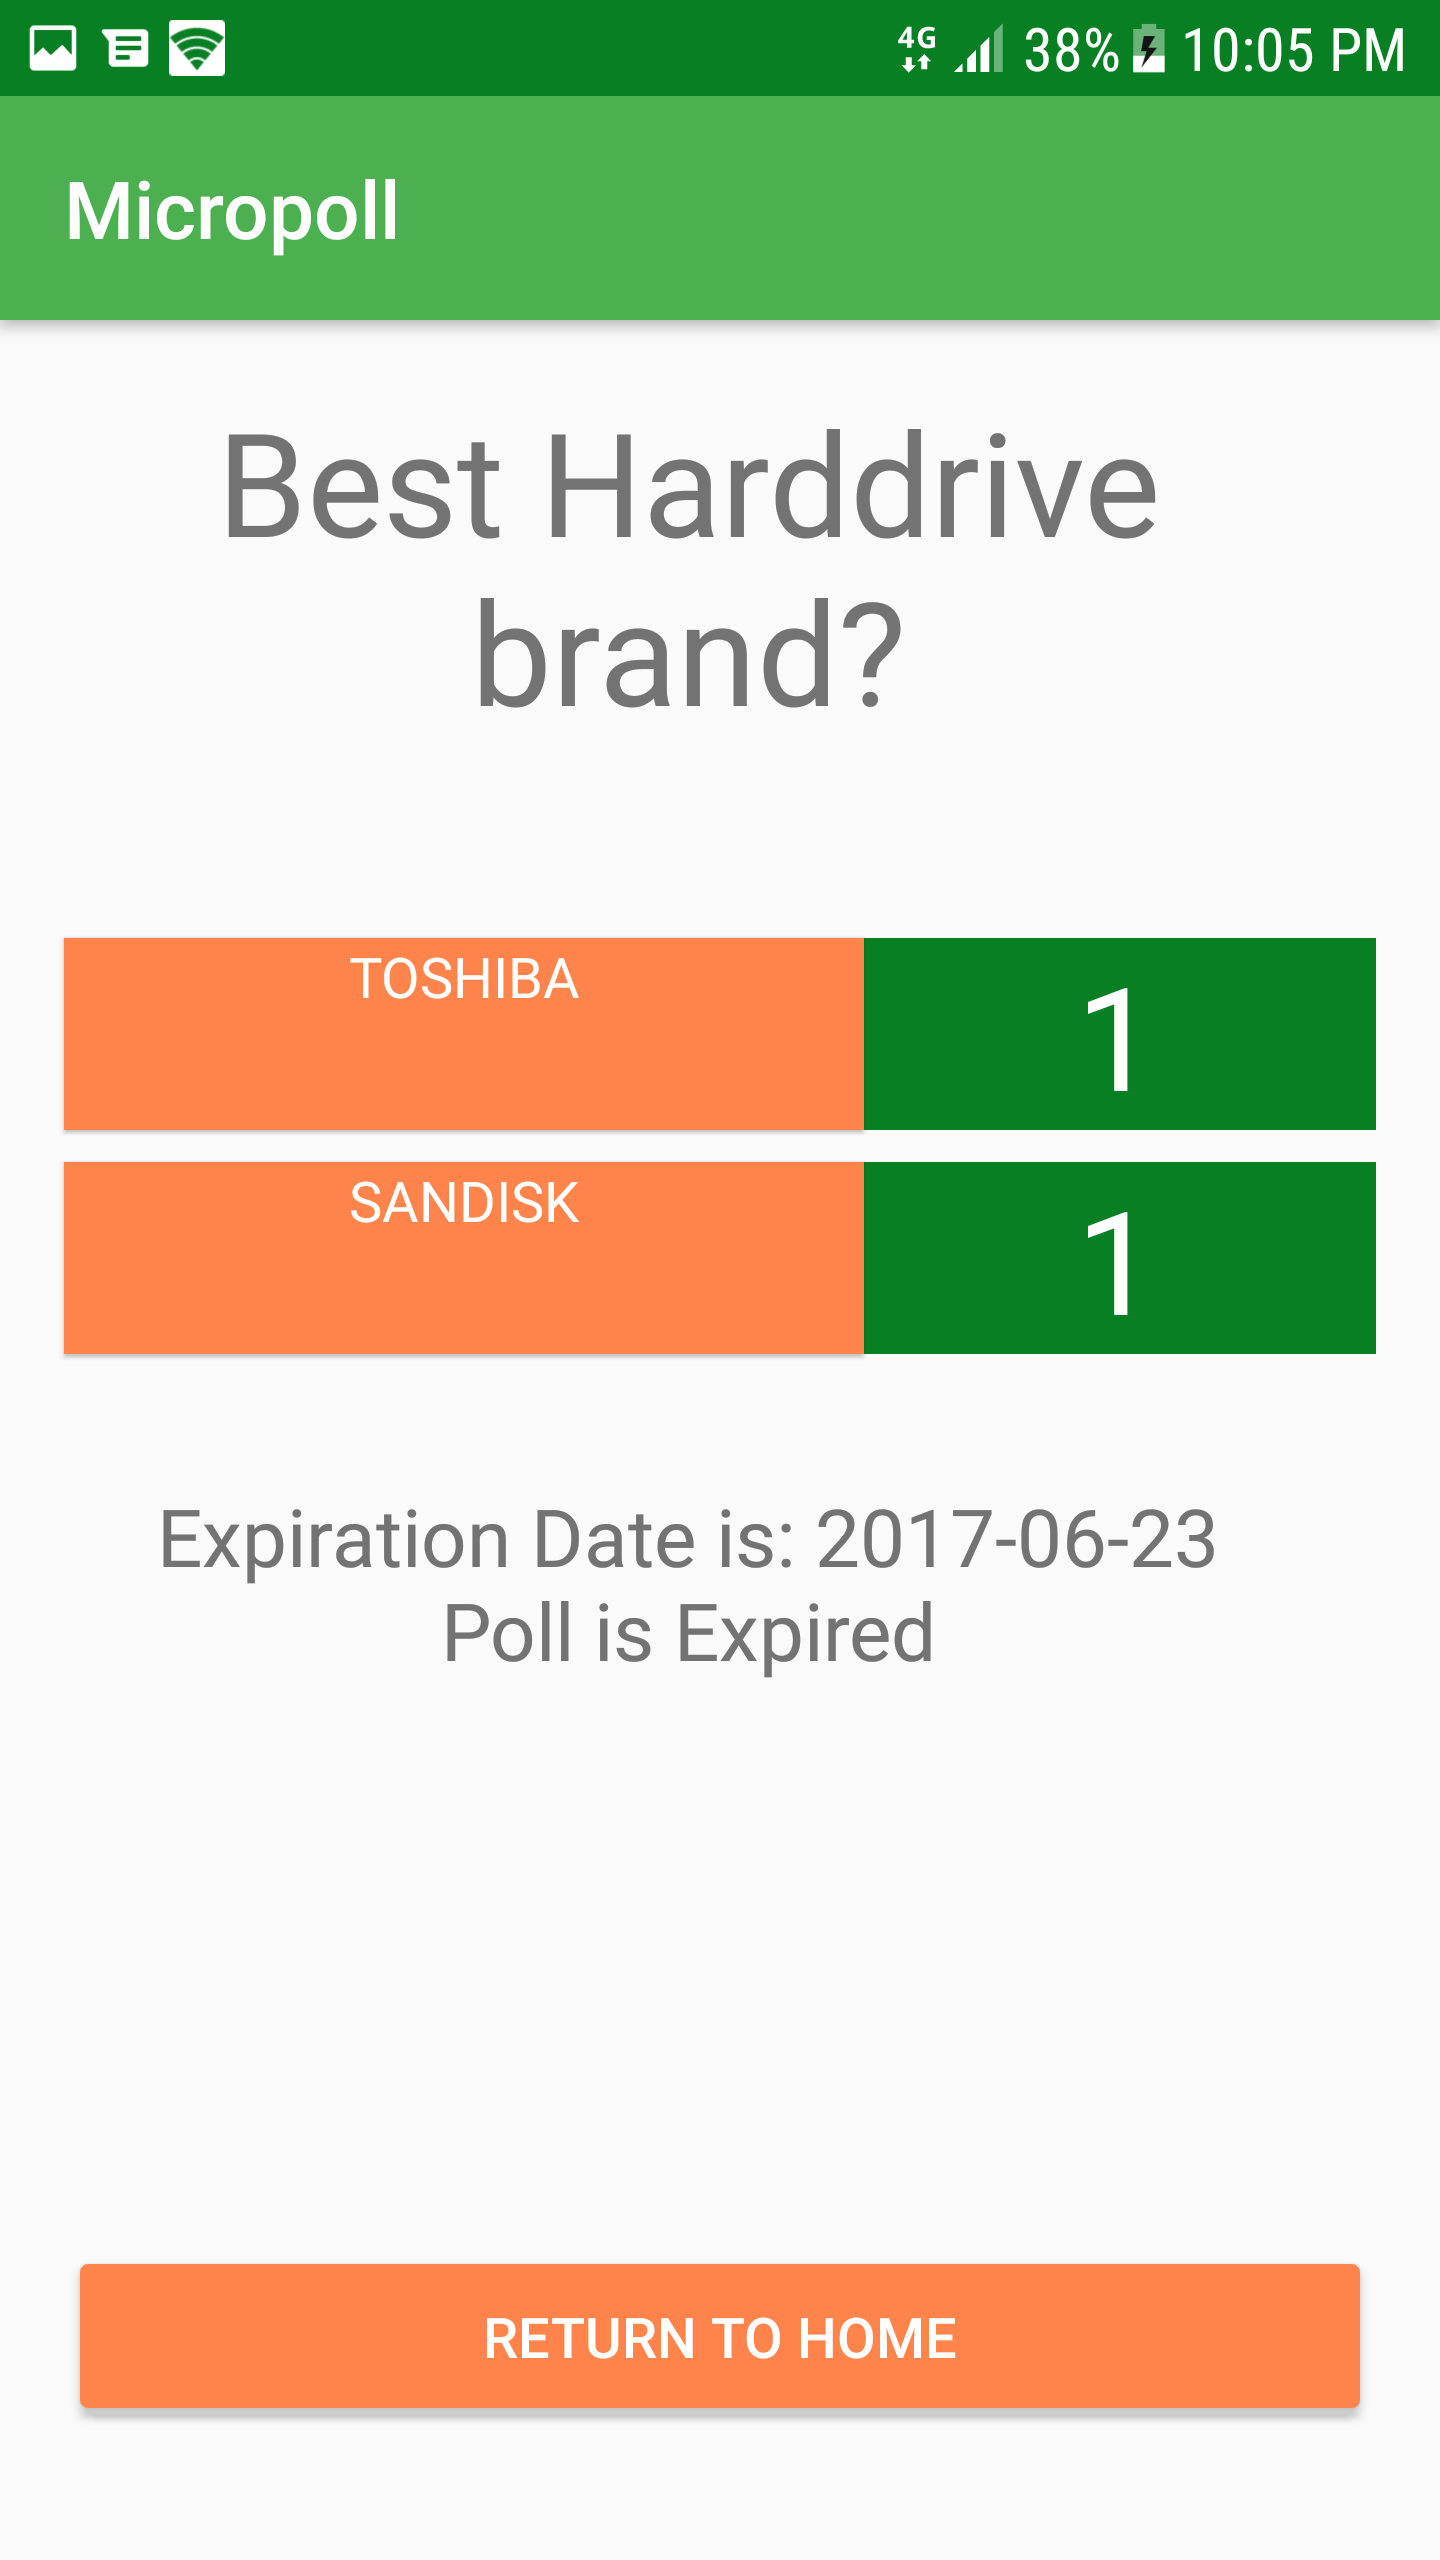 4G 38% 10:05 PM
Micropoll
Best Harddrive
brand?
TOSHIBA 1
SANDISK 1
Expiration Date is: 2017-06-23
Poll is Expired
RETURN TO HOME